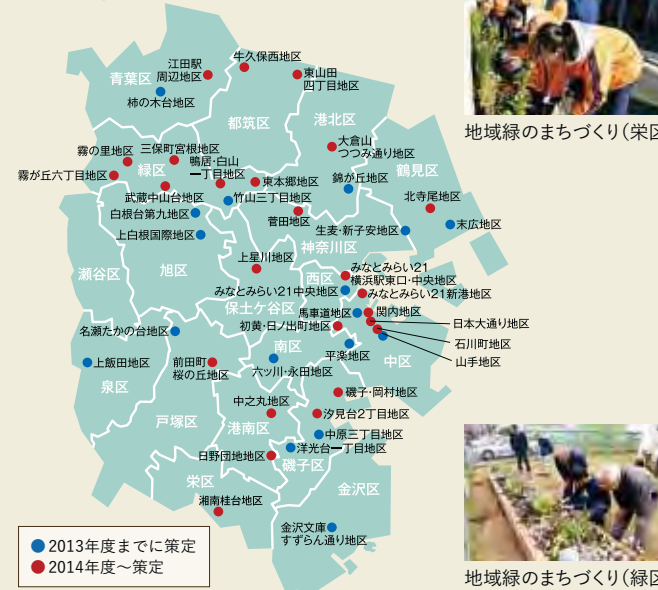 牛久保西地区
江田駅
周辺地区
東山田
四丁目地区
青葉区
柿の木台地区
都筑区
港北区
地域緑のまちづくり(栄区
大倉山
つつみ通り地区
霧の里地区
三保町宮根地区
鴨居・白山
一丁目地区
緑区
鶴見区
霧が丘六丁目地区
東本郷地区
錦が丘地区
武蔵中山台地区
竹山三丁目地区
北寺尾地区
白根台第九地区
菅田地区
末広地区
上白根国際地区
生麦・新子安地区
神奈川区
上星川地区
瀬谷区
旭区
西区
みなとみらい21
横浜駅東口・中央地区
みなとみらい21中央地区
みなとみらい21新港地区
保土ケ谷区
馬車道地区
関内地区
初黄・日ノ出町地区
日本大通り地区
名瀬たかの台地区
石川町地区
南区
平楽地区
中区
山手地区
上飯田地区
前田町
桜の丘地区
六ッ川・永田地区
泉区
磯子・岡村地区
中之丸地区
戸塚区
汐見台2丁目地区
港南区
中原三丁目地区
洋光台一丁目地区
日野団地地区
磯子区
栄区
金沢区
湘南桂台地区
金沢文庫
すずらん通り地区
2013年度までに策定
2014年度～策定
地域緑のまちづくり(緑区